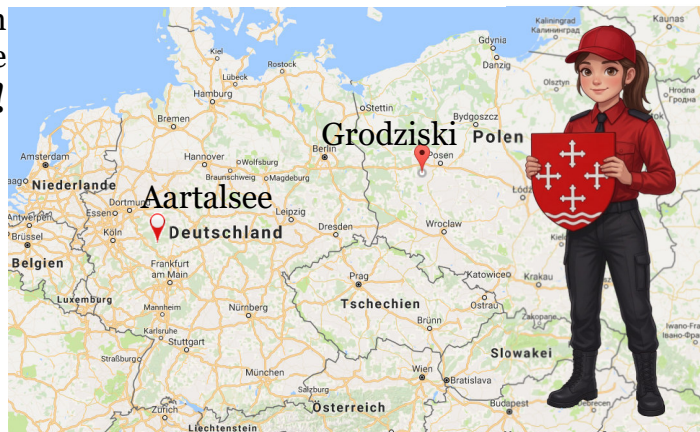 n
e
!
Kaliningrad
Калининград
Kaunas
Gdynia
Danzig
Kiel
Rostock
Lübeck
Hamburg
Stettin
Olsztyn
Hrodna
Гродна
Bremen
Bydgoszcz
Grodziski
Polen
Amsterdam
Hannover
Wolfsburg
Berlin
Posen
Braunschweig
Magdeburg
Niederlande
Aartalsee
Łódź
Antwerpen
Essen
Dortmund
Leipzig
Brüssel
Köln
Deutschland
Dresden
Wroclaw
Belgien
Frankfurt
am Main
Prag
Katowice
Krakau
Luxemburg
Tschechien
Ostrau
Mannheim
Nürnberg
Brünn
Zakopane
Karlsruhe
Straßburg
Stuttgart
Slowakei
München
Wien
Bratislava
Salzburg
Budapest
Zürich
Österreich
Liechtenstein